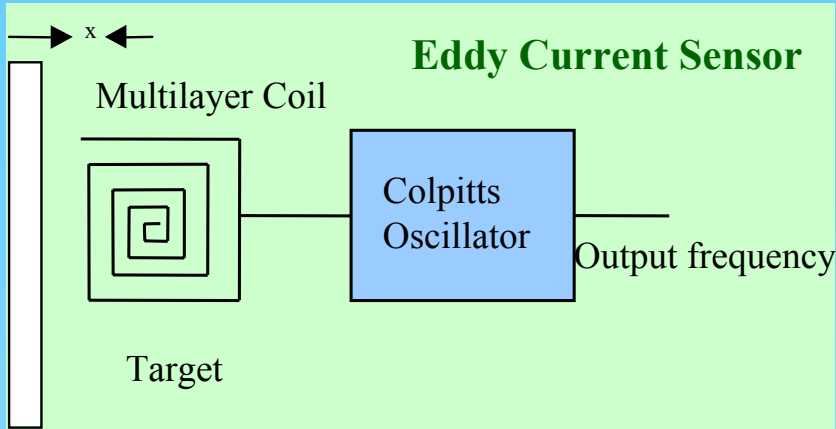 x
Eddy Current Sensor
Multilayer Coil
Colpitts
Oscillator
Output frequency
Target